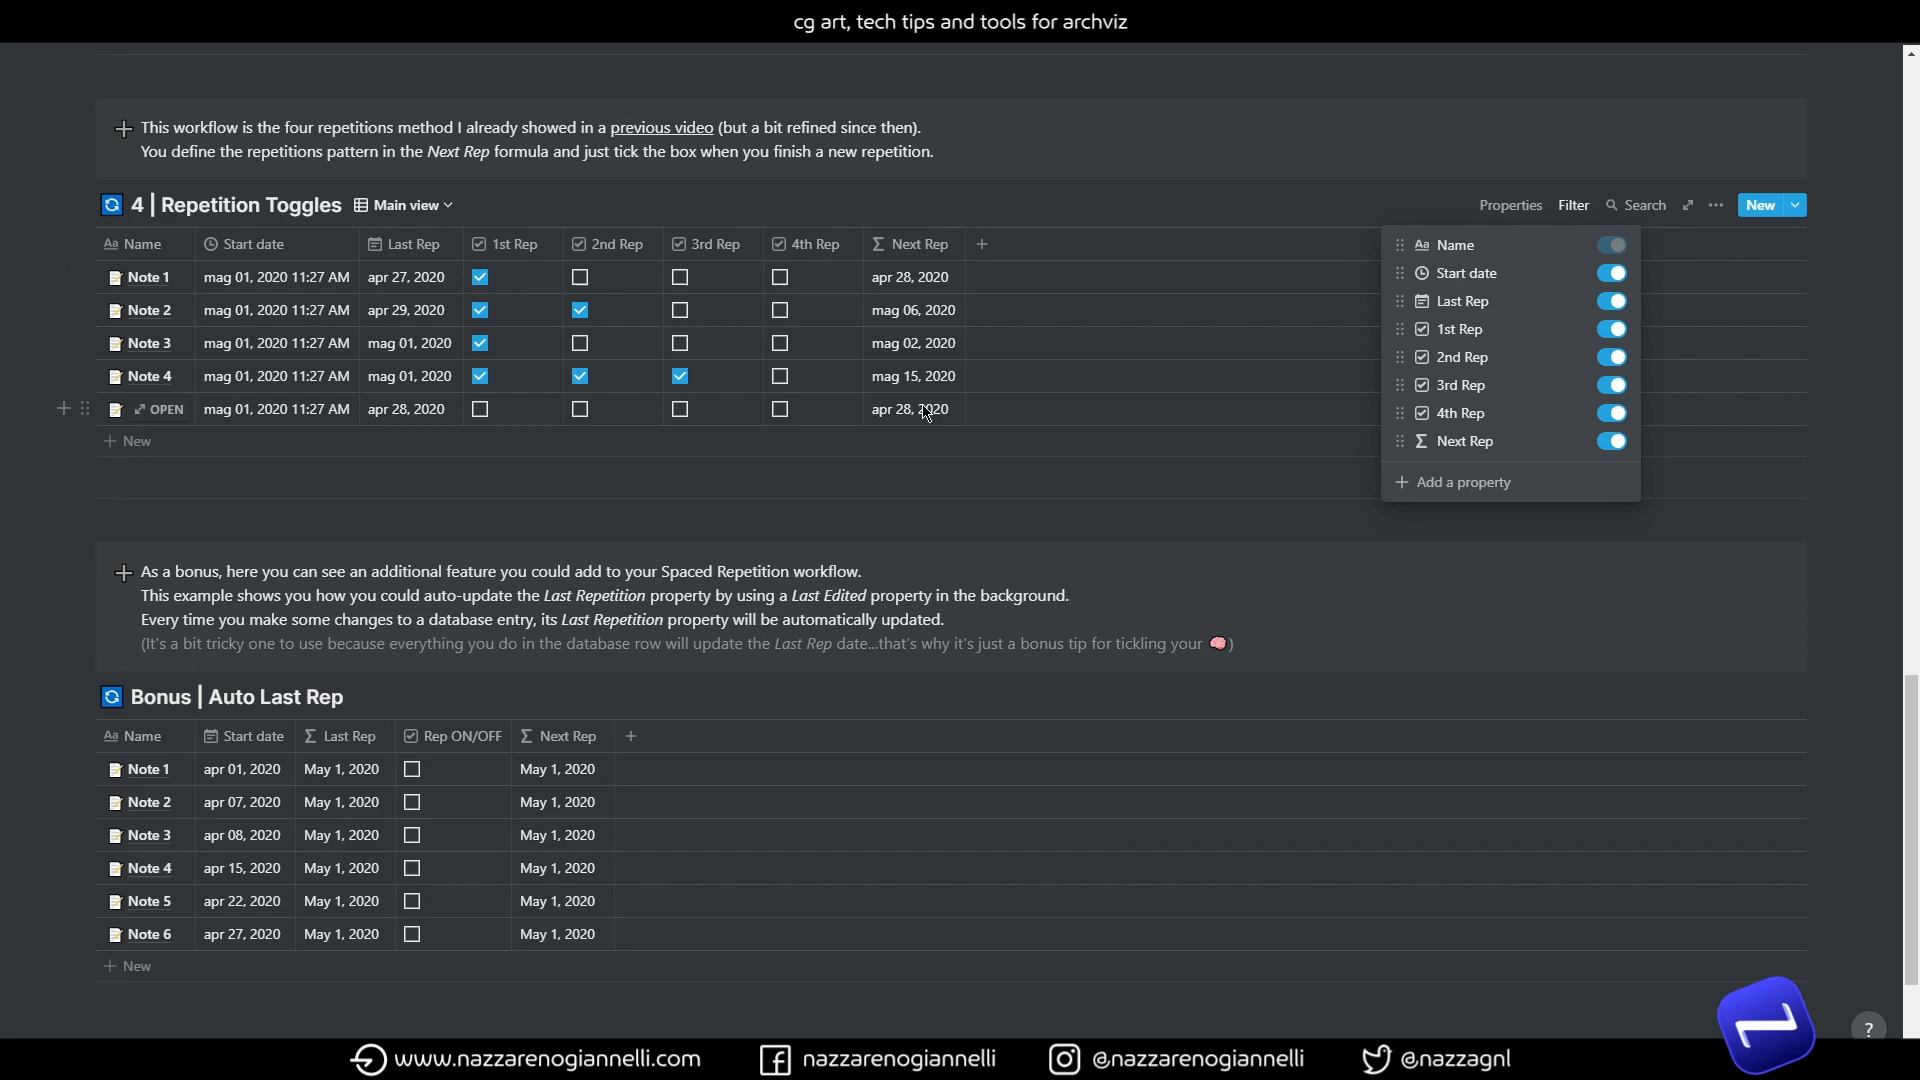 cg art, tech tips and tools for archviz
This workflow is the four repetitions method I already showed in a previous video (but a bit refined since then).
You define the repetitions pattern in the Next Rep formula and just tick the box when you finish a new repetition.
4 | Repetition Toggles Main view
Properties Filter Search New
Aa Name Start date Last Rep 1st Rep 2nd Rep 3rd Rep 4th Rep Next Rep
Note 1 mag 01, 2020 11:27 AM apr 27, 2020 apr 28, 2020
Note 2 mag 01, 2020 11:27 AM apr 29, 2020 mag 06, 2020
Note 3 mag 01, 2020 11:27 AM mag 01, 2020 mag 02, 2020
Note 4 mag 01, 2020 11:27 AM mag 01, 2020 mag 15, 2020
OPEN mag 01, 2020 11:27 AM apr 28, 2020 apr 28, 2020
New
Aa Name
Start date
Last Rep
1st Rep
2nd Rep
3rd Rep
4th Rep
Next Rep
Add a property
As a bonus, here you can see an additional feature you could add to your Spaced Repetition workflow.
This example shows you how you could auto-update the Last Repetition property by using a Last Edited property in the background.
Every time you make some changes to a database entry, its Last Repetition property will be automatically updated.
(It's a bit tricky one to use because everything you do in the database row will update the Last Rep date...that's why it's just a bonus tip for tickling your 🧠)
Bonus | Auto Last Rep
Aa Name Start date Last Rep Rep ON/OFF Next Rep
Note 1 apr 01, 2020 May 1, 2020 May 1, 2020
Note 2 apr 07, 2020 May 1, 2020 May 1, 2020
Note 3 apr 08, 2020 May 1, 2020 May 1, 2020
Note 4 apr 15, 2020 May 1, 2020 May 1, 2020
Note 5 apr 22, 2020 May 1, 2020 May 1, 2020
Note 6 apr 27, 2020 May 1, 2020 May 1, 2020
New
?
www.nazzarenogiannelli.com nazzarenogiannelli @nazzarenogiannelli @nazzagnl